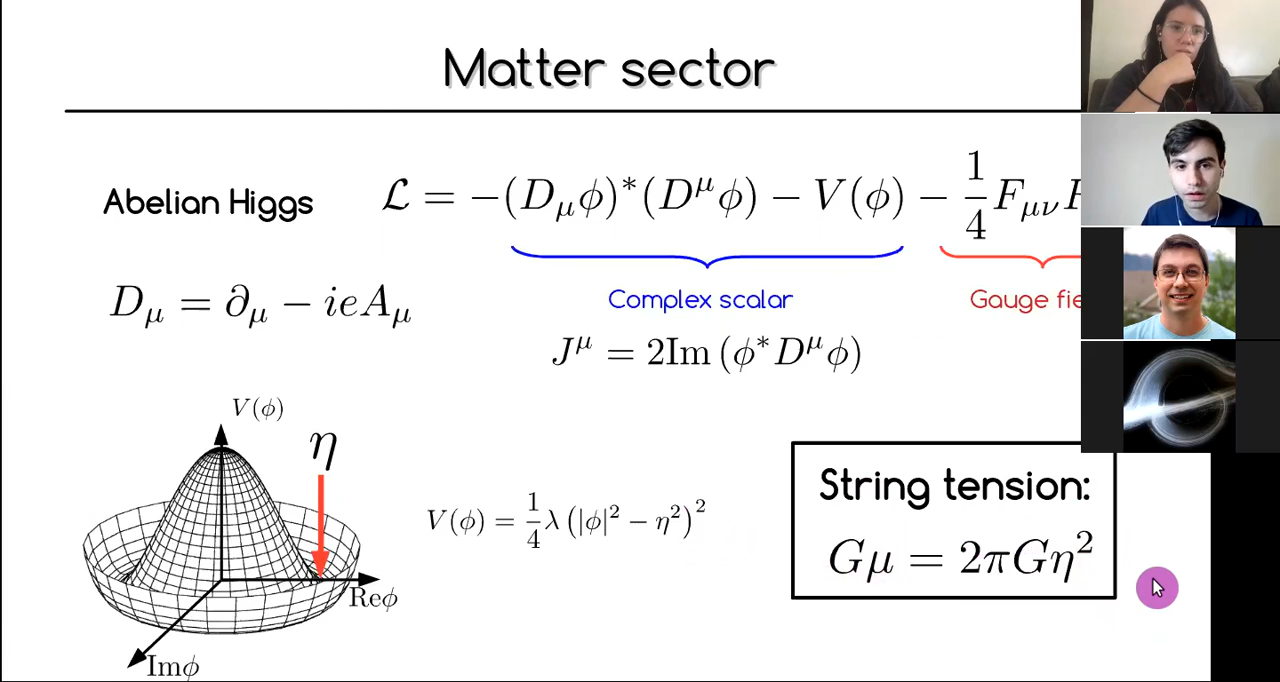 Matter sector
Abelian Higgs
ℒ = −(D_μϕ)*(D^μϕ) − V(ϕ) − 1/4 F_μν F
D_μ = ∂_μ − ieA_μ
Complex scalar
Gauge fie
J^μ = 2Im (ϕ*D^μϕ)
V(ϕ)
η
V(ϕ) = 1/4 λ (|ϕ|² − η²)²
Reϕ
Imϕ
String tension:
Gμ = 2πGη²